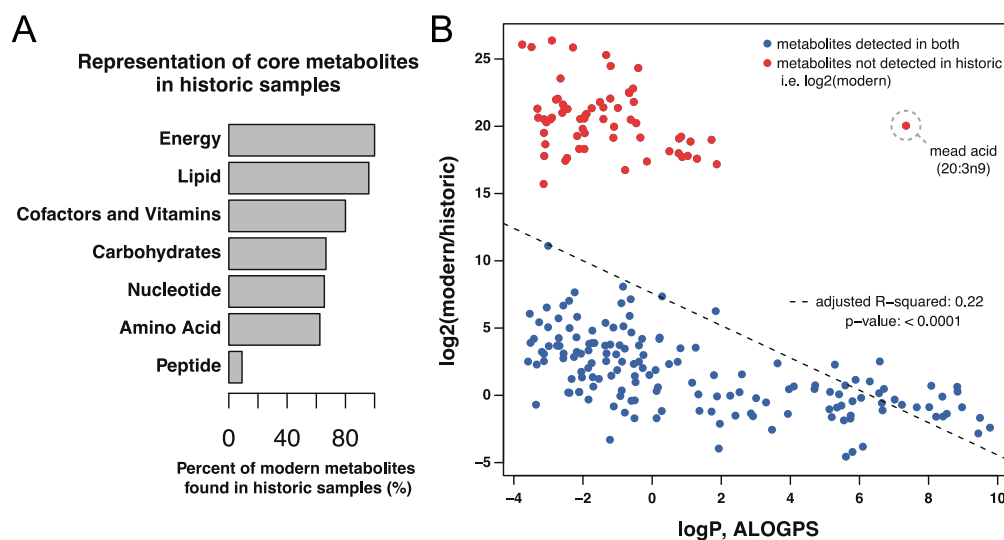 A
Representation of core metabolites
in historic samples
Energy
Lipid
Cofactors and Vitamins
Carbohydrates
Nucleotide
Amino Acid
Peptide
0 40 80
Percent of modern metabolites
found in historic samples (%)
B
metabolites detected in both
metabolites not detected in historic
i.e. log2(modern)
mead acid
(20:3n9)
adjusted R−squared: 0.22
p-value: < 0.0001
log2(modern/historic)
25
20
15
10
5
0
−5
−4 −2 0 2 4 6 8 10
logP, ALOGPS